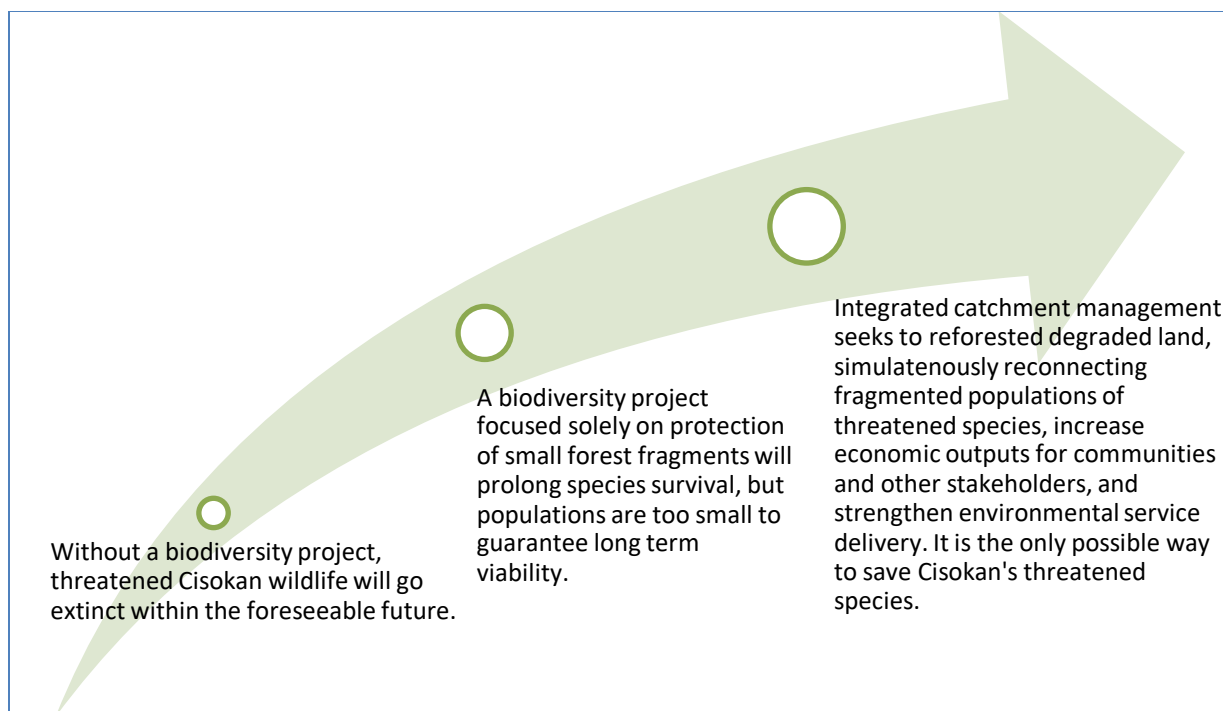 Without a biodiversity project,
threatened Cisokan wildlife will go
extinct within the foreseeable future.
A biodiversity project
focused solely on protection
of small forest fragments will
prolong species survival, but
populations are too small to
guarantee long term
viability.
Integrated catchment management
seeks to reforested degraded land,
simulatenously reconnecting
fragmented populations of
threatened species, increase
economic outputs for communities
and other stakeholders, and
strengthen environmental service
delivery. It is the only possible way
to save Cisokan's threatened
species.